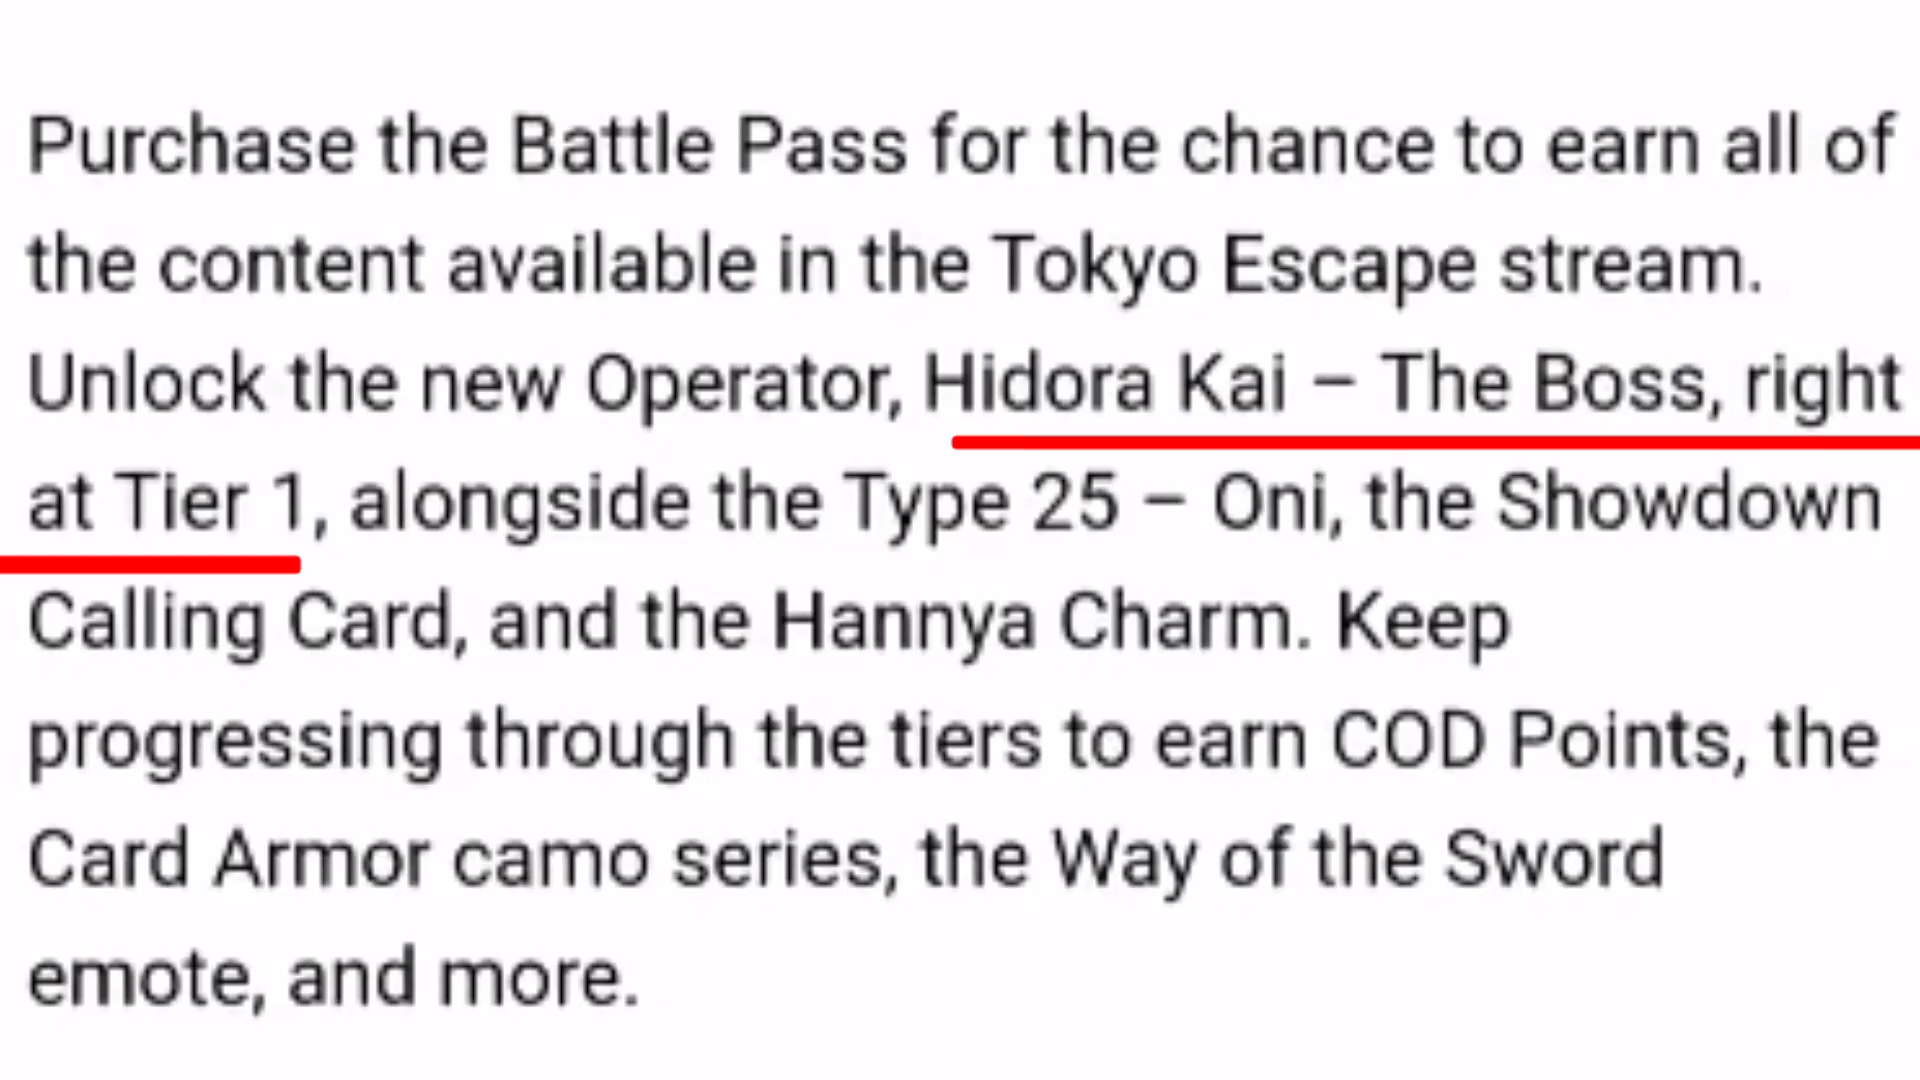 Purchase the Battle Pass for the chance to earn all of
the content available in the Tokyo Escape stream.
Unlock the new Operator, Hidora Kai – The Boss, right
at Tier 1, alongside the Type 25 – Oni, the Showdown
Calling Card, and the Hannya Charm. Keep
progressing through the tiers to earn COD Points, the
Card Armor camo series, the Way of the Sword
emote, and more.